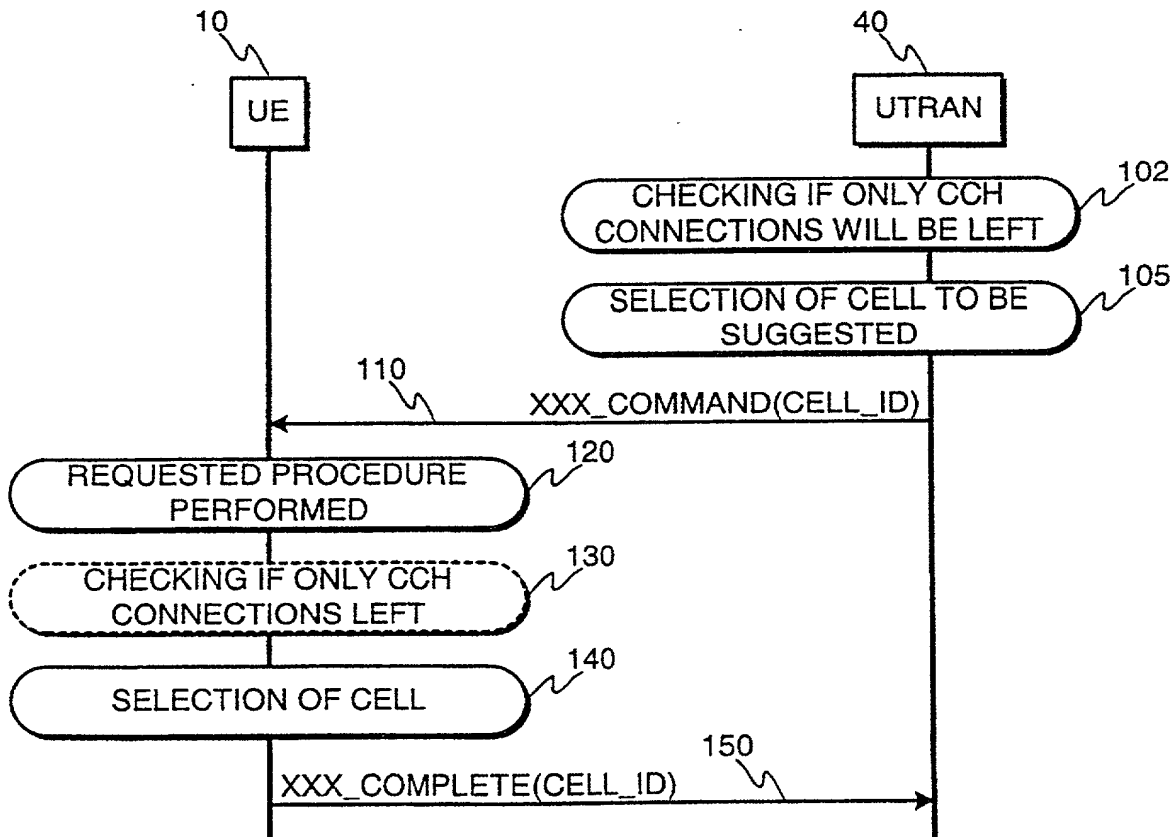 10
40
UE
UTRAN
102
CHECKING IF ONLY CCH
CONNECTIONS WILL BE LEFT
105
SELECTION OF CELL TO BE
SUGGESTED
110
XXX_COMMAND(CELL_ID)
120
REQUESTED PROCEDURE
PERFORMED
130
CHECKING IF ONLY CCH
CONNECTIONS LEFT
140
SELECTION OF CELL
150
XXX_COMPLETE(CELL_ID)